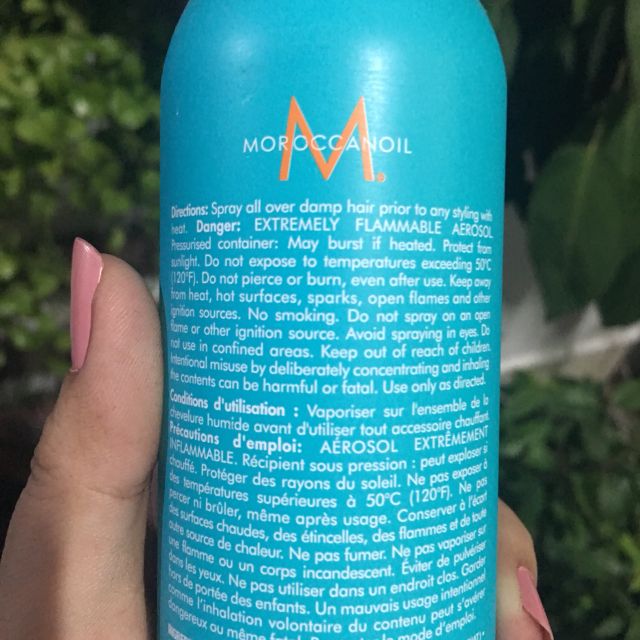 M.
MOROCCANOIL
Directions: Spray all over damp hair prior to any styling with
heat. Danger: EXTREMELY FLAMMABLE AEROSOL
Pressurised container: May burst if heated. Protect from
sunlight. Do not expose to temperatures exceeding 50°C
(120°F). Do not pierce or burn, even after use. Keep away
from heat, hot surfaces, sparks, open flames and other
ignition sources. No smoking. Do not spray on an open
flame or other ignition source. Avoid spraying in eyes. Do
not use in confined areas. Keep out of reach of children.
Intentional misuse by deliberately concentrating and inhaling
the contents can be harmful or fatal. Use only as directed.
Conditions d'utilisation : Vaporiser sur l'ensemble de la
chevelure humide avant d'utiliser tout accessoire chauffant.
Précautions d'emploi: AÉROSOL EXTRÊMEMENT
INFLAMMABLE. Récipient sous pression : peut exploser si
chauffé. Protéger des rayons du soleil. Ne pas exposer à
des températures supérieures à 50°C (120°F). Ne pas
percer ni brûler, même après usage. Conserver à l'écart
des surfaces chaudes, des étincelles, des flammes et de toute
autre source de chaleur. Ne pas fumer. Ne pas vaporiser sur
une flamme ou un corps incandescent. Éviter de pulvériser
dans les yeux. Ne pas utiliser dans un endroit clos. Garder
hors de portée des enfants. Un mauvais usage intentionnel
comme l'inhalation volontaire du contenu peut s'avérer
dangereux ou même le mode d'emploi.